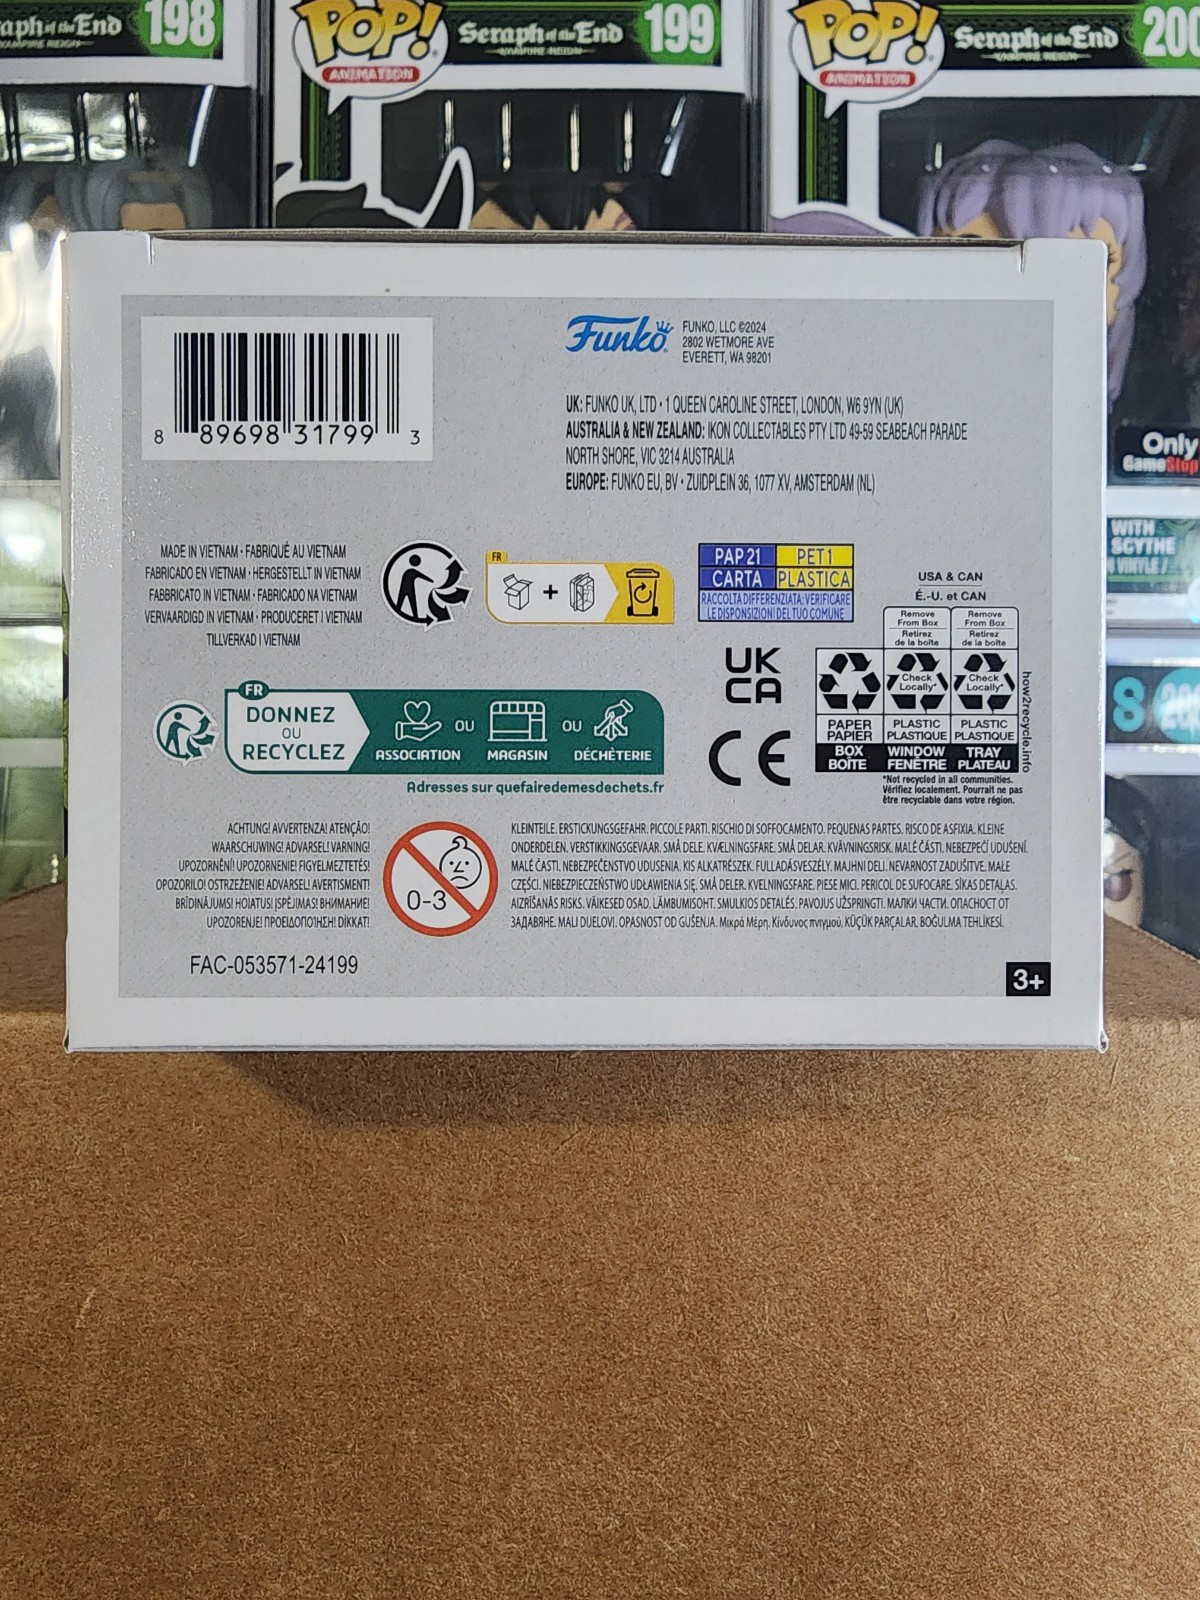 Seraph of the End 198
VAMPIRE REIGN
POP! Seraph of the End 199
ANIMATION VAMPIRE REIGN
POP! Seraph of the End
ANIMATION VAMPIRE REIGN
Only
GameStop
WITH
SCYTHE
8 89698 31799 3
Funko
FUNKO, LLC ©2024
2802 WETMORE AVE
EVERETT, WA 98201
UK: FUNKO UK, LTD • 1 QUEEN CAROLINE STREET, LONDON, W6 9YN (UK)
AUSTRALIA & NEW ZEALAND: IKON COLLECTABLES PTY LTD 49-59 SEABEACH PARADE
NORTH SHORE, VIC 3214 AUSTRALIA
EUROPE: FUNKO EU, BV • ZUIDPLEIN 36, 1077 XV, AMSTERDAM (NL)
MADE IN VIETNAM • FABRIQUÉ AU VIETNAM
FABRICADO EN VIETNAM • HERGESTELLT IN VIETNAM
FABBRICATO IN VIETNAM • FABRICADO NA VIETNAM
VERVAARDIGD IN VIETNAM • PRODUCERET I VIETNAM
TILLVERKAD I VIETNAM
FR
+
PAP 21 PET 1
CARTA PLASTICA
RACCOLTA DIFFERENZIATA: VERIFICARE
LE DISPOSIZIONI DEL TUO COMUNE
USA & CAN
É.-U. et CAN
Remove From Box
Retirez de la boîte
Remove From Box
Retirez de la boîte
Check Locally*
Check Locally*
PAPER PAPIER
PLASTIC PLASTIQUE
PLASTIC PLASTIQUE
BOX BOÎTE
WINDOW FENÊTRE
TRAY PLATEAU
how2recycle.info
*Not recycled in all communities.
Vérifiez localement. Pourrait ne pas
être recyclable dans votre région.
UK
CA
CE
FR
DONNEZ
OU
RECYCLEZ
ASSOCIATION OU MAGASIN OU DÉCHÈTERIE
Adresses sur quefairedemesdechets.fr
ACHTUNG! AVVERTENZA! ATENÇÃO!
WAARSCHUWING! ADVARSEL! VARNING!
UPOZORNĚNÍ! UPOZORNENIE! FIGYELMEZTETÉS!
OPOZORILO! OSTRZEŻENIE! ADVARSEL! AVERTISMENT!
BRĪDINĀJUMS! HOIATUS! ĮSPĖJIMAS! ВНИМАНИЕ!
UPOZORENJE! ΠΡΟΕΙΔΟΠΟΙΗΣΗ! DİKKAT!
0-3
KLEINTEILE. ERSTICKUNGSGEFAHR. PICCOLE PARTI. RISCHIO DI SOFFOCAMENTO. PEQUENAS PARTES. RISCO DE ASFIXIA. KLEINE
ONDERDELEN. VERSTIKKINGSGEVAAR. SMÅ DELE. KVÆLNINGSFARE. SMÅ DELAR. KVÄVNINGSRISK. MALÉ ČÁSTI. NEBEZPEČÍ UDUŠENÍ.
MALÉ ČASTI. NEBEZPEČENSTVO UDUSENIA. KIS ALKATRÉSZEK. FULLADÁSVESZÉLY. MAJHNI DELI. NEVARNOST ZADUŠITVE. MAŁE
CZĘŚCI. NIEBEZPIECZEŃSTWO UDŁAWIENIA SIĘ. SMÅ DELER. KVELNINGSFARE. PIESE MICI. PERICOL DE SUFOCARE. SĪKAS DETAĻAS.
AIZRĪŠANĀS RISKS. VÄIKESED OSAD. LÄMBUMISOHT. SMULKIOS DETALĖS. PAVOJUS UŽSPRINGTI. МАЛКИ ЧАСТИ. ОПАСНОСТ ОТ
ЗАДАВЯНЕ. MALI DIJELOVI. OPASNOST OD GUŠENJA. Μικρά Μέρη. Κίνδυνος πνιγμού. KÜÇÜK PARÇALAR. BOĞULMA TEHLİKESİ.
FAC-053571-24199
3+